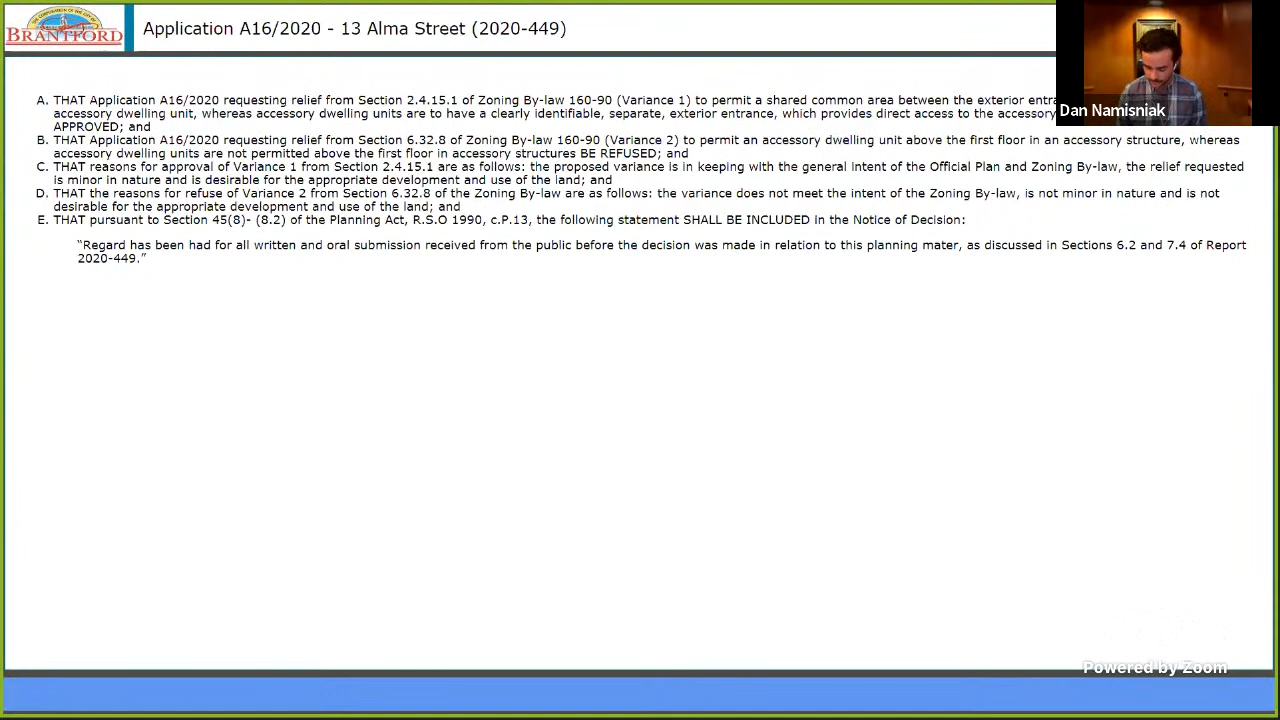 THE CORPORATION OF THE CITY OF
BRANTFORD
Application A16/2020 - 13 Alma Street (2020-449)
Dan Namisniak
A. THAT Application A16/2020 requesting relief from Section 2.4.15.1 of Zoning By-law 160-90 (Variance 1) to permit a shared common area between the exterior
accessory dwelling unit, whereas accessory dwelling units are to have a clearly identifiable, separate, exterior entrance, which provides direct access to the accessory
APPROVED; and
B. THAT Application A16/2020 requesting relief from Section 6.32.8 of Zoning By-law 160-90 (Variance 2) to permit an accessory dwelling unit above the first floor in an accessory structure, whereas
accessory dwelling units are not permitted above the first floor in accessory structures BE REFUSED; and
C. THAT reasons for approval of Variance 1 from Section 2.4.15.1 are as follows: the proposed variance is in keeping with the general intent of the Official Plan and Zoning By-law, the relief requested
is minor in nature and is desirable for the appropriate development and use of the land; and
D. THAT the reasons for refuse of Variance 2 from Section 6.32.8 of the Zoning By-law are as follows: the variance does not meet the intent of the Zoning By-law, is not minor in nature and is not
desirable for the appropriate development and use of the land; and
E. THAT pursuant to Section 45(8)- (8.2) of the Planning Act, R.S.O 1990, c.P.13, the following statement SHALL BE INCLUDED in the Notice of Decision:
“Regard has been had for all written and oral submission received from the public before the decision was made in relation to this planning mater, as discussed in Sections 6.2 and 7.4 of Report
2020-449.”
Powered by Zoom